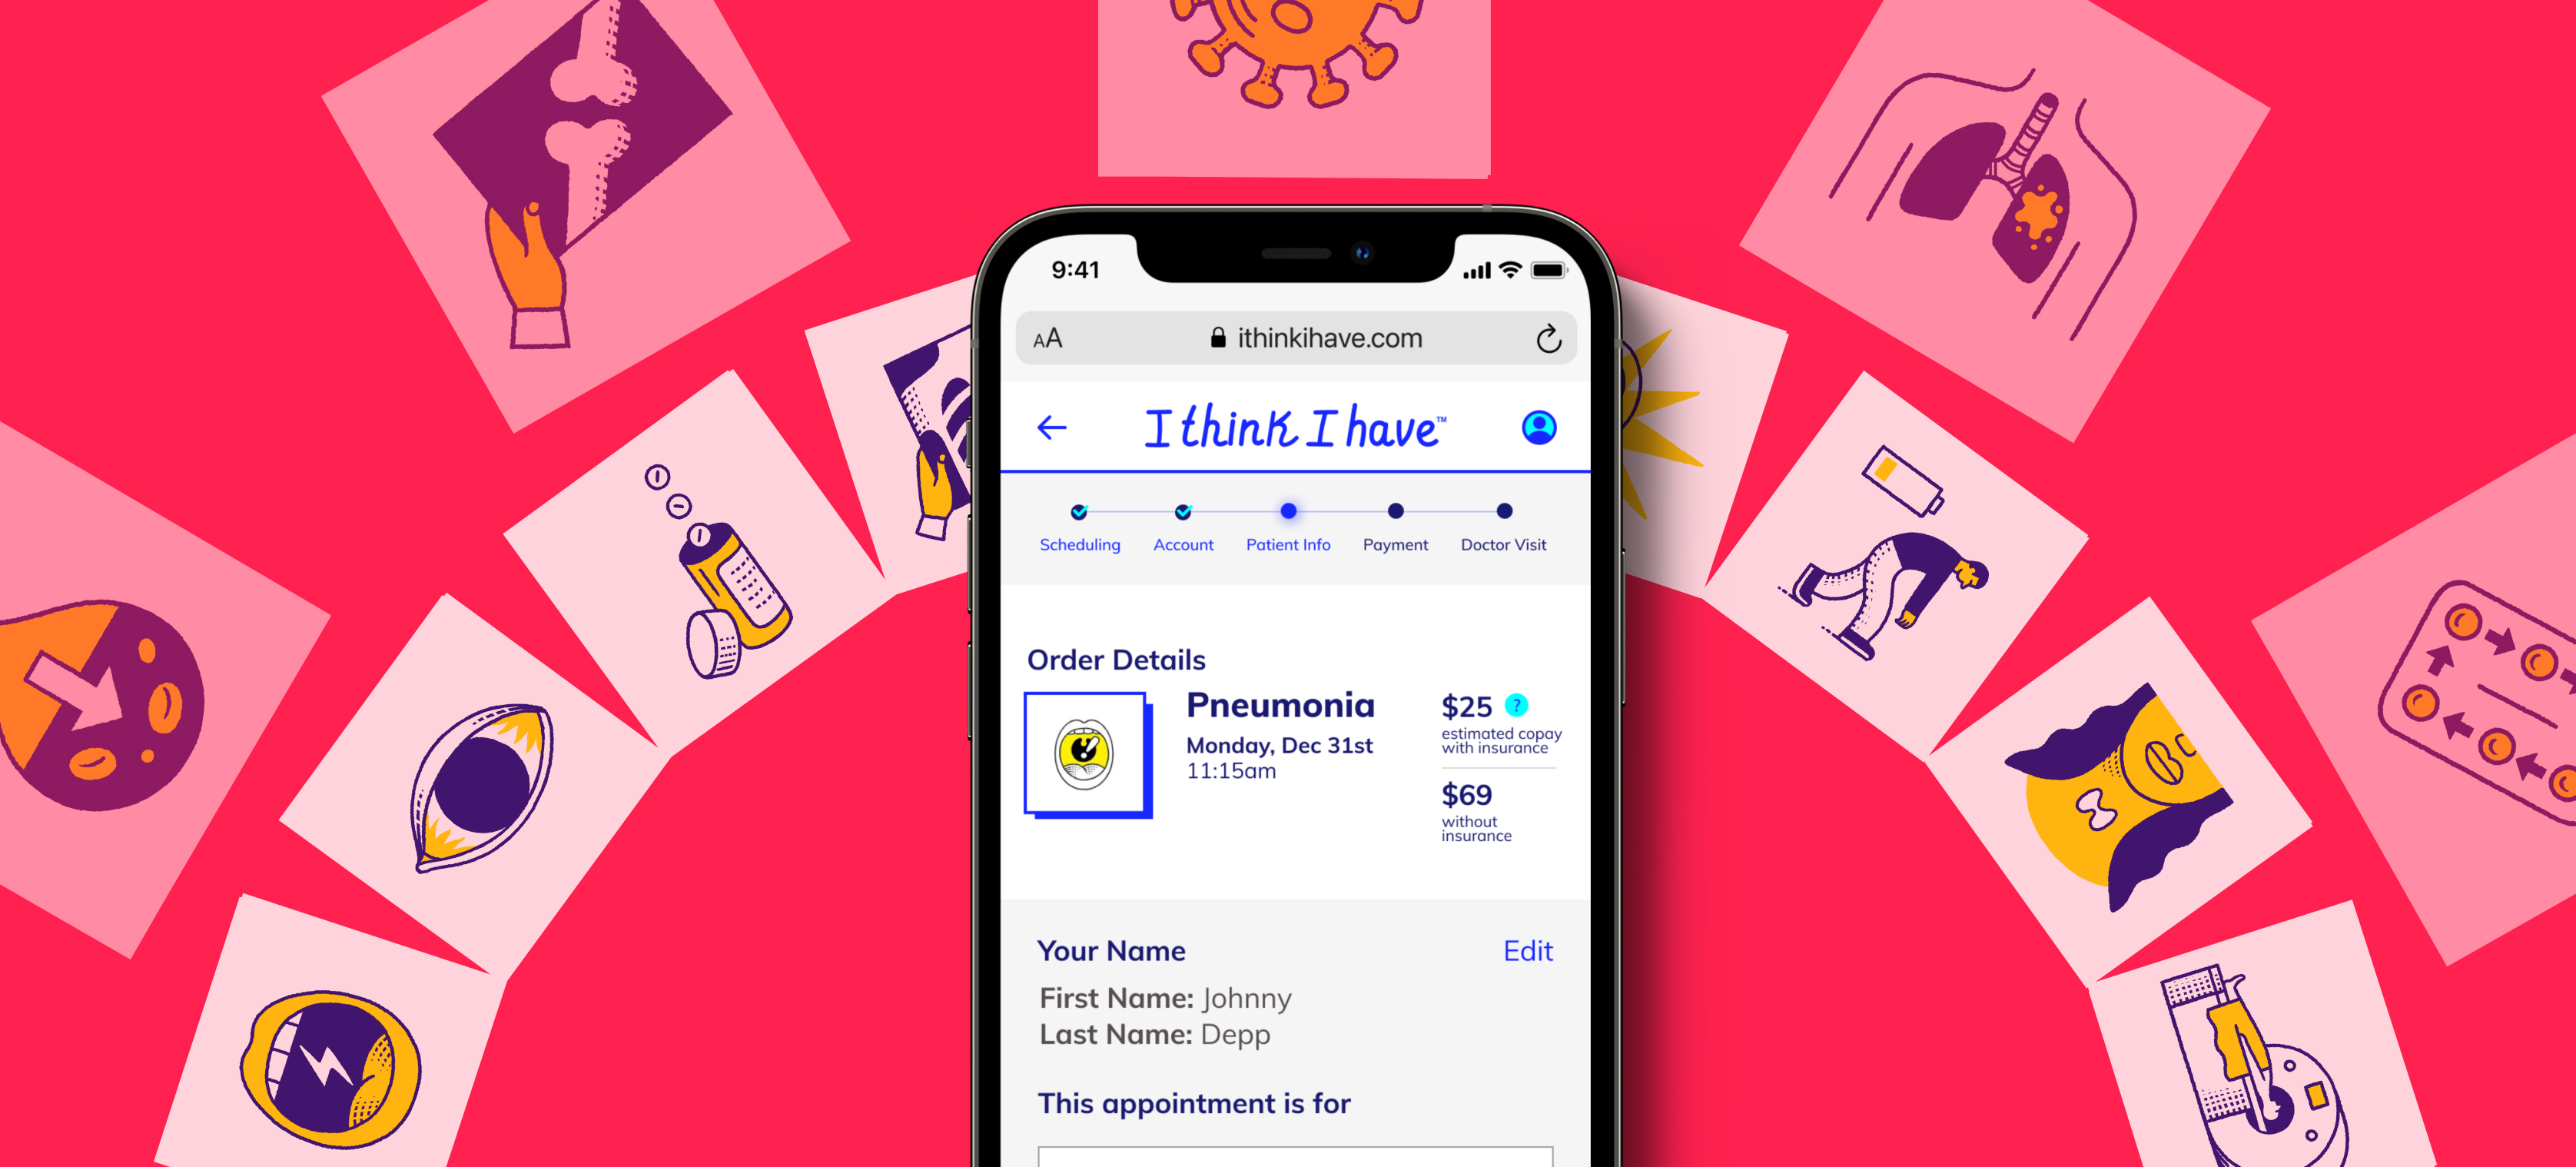 9:41
AA ithinkihave.com
I think I have™
Scheduling Account Patient Info Payment Doctor Visit
Order Details
Pneumonia
Monday, Dec 31st
11:15am
$25 ?
estimated copay
with insurance
$69
without
insurance
Your Name Edit
First Name: Johnny
Last Name: Depp
This appointment is for